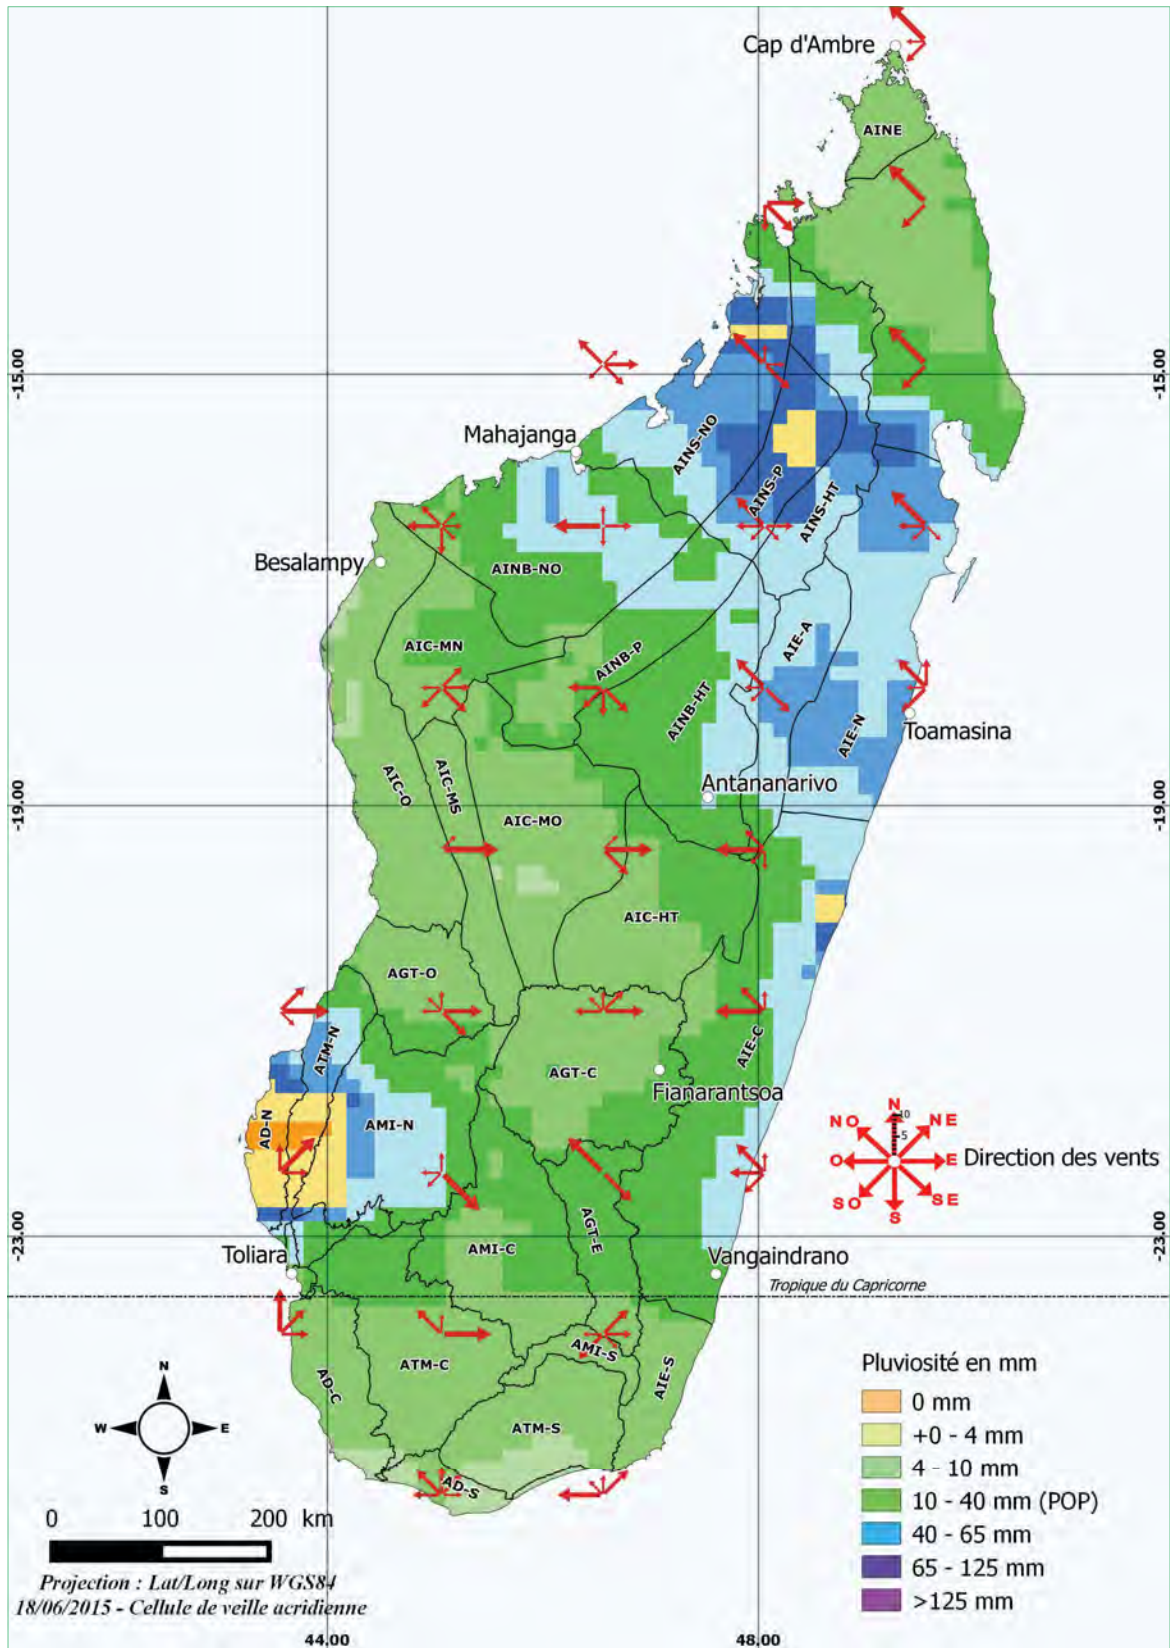 Cap d'Ambre
AINE
-15.00
-15.00
Mahajanga
AINS-NO
AINS-P
AINS-HT
Besalampy
AINB-NO
AIC-MN
AINB-P
AIE-A
AINB-HT
AIE-N
Toamasina
AIC-O
AIC-MS
Antananarivo
-19.00
-19.00
AIC-MO
AIC-HT
AGT-O
ATM-N
AIE-C
AGT-C
Fianarantsoa
AD-N
AMI-N
N
NO
NE
10
5
O
E
Direction des vents
SO
SE
S
AGT-E
-23.00
-23.00
AMI-C
Toliara
Vangaindrano
Tropique du Capricorne
AMI-S
ATM-C
AD-C
AIE-S
ATM-S
AD-S
N
W
E
S
Pluviosité en mm
0 mm
+0 - 4 mm
4 - 10 mm
10 - 40 mm (POP)
40 - 65 mm
65 - 125 mm
>125 mm
0 100 200 km
Projection : Lat/Long sur WGS84
18/06/2015 - Cellule de veille acridienne
44.00
48.00